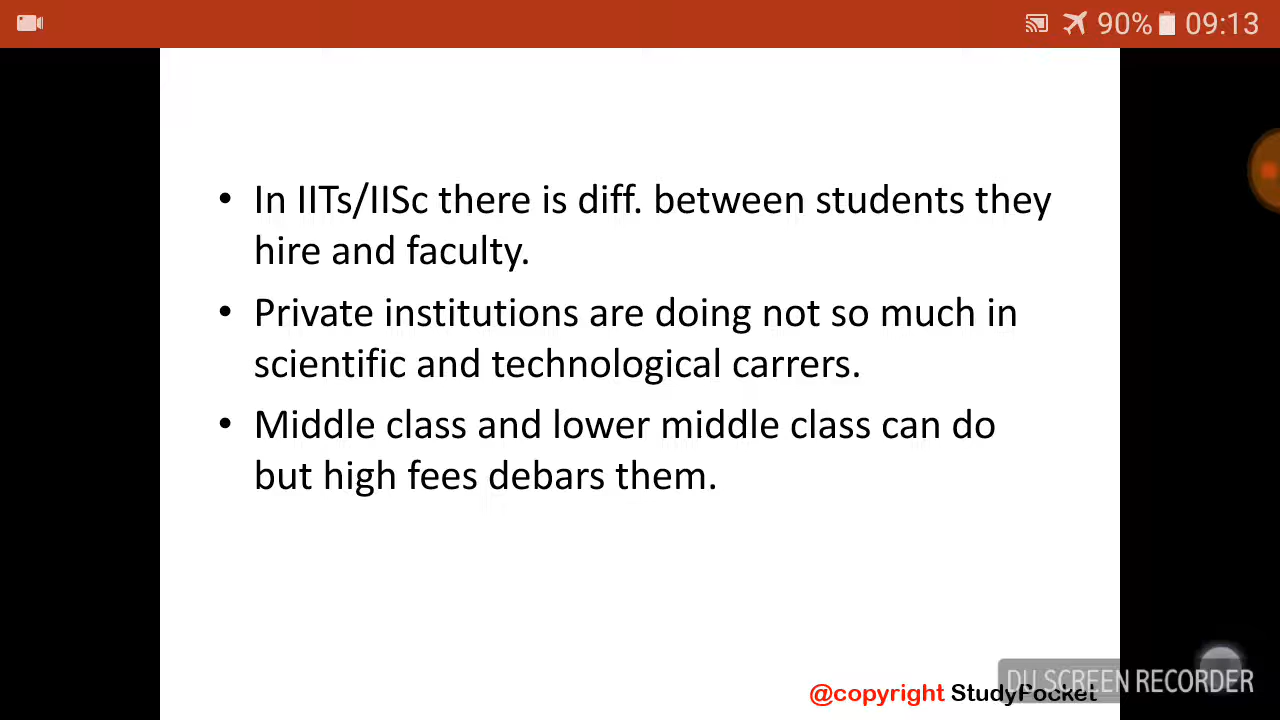 90% 09:13
• In IITs/IISc there is diff. between students they
hire and faculty.
• Private institutions are doing not so much in
scientific and technological carrers.
• Middle class and lower middle class can do
but high fees debars them.
@copyright StudyPocket
DU SCREEN RECORDER